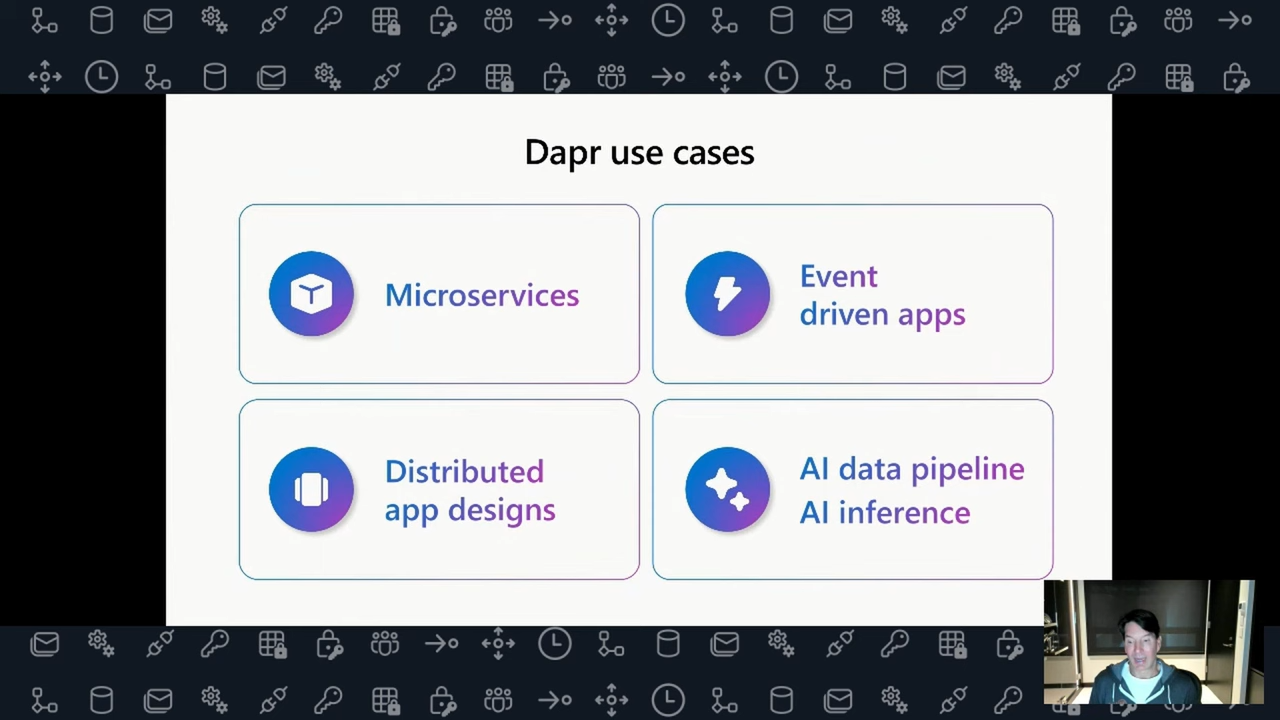 Dapr use cases
Microservices
Event
driven apps
Distributed
app designs
AI data pipeline
AI inference